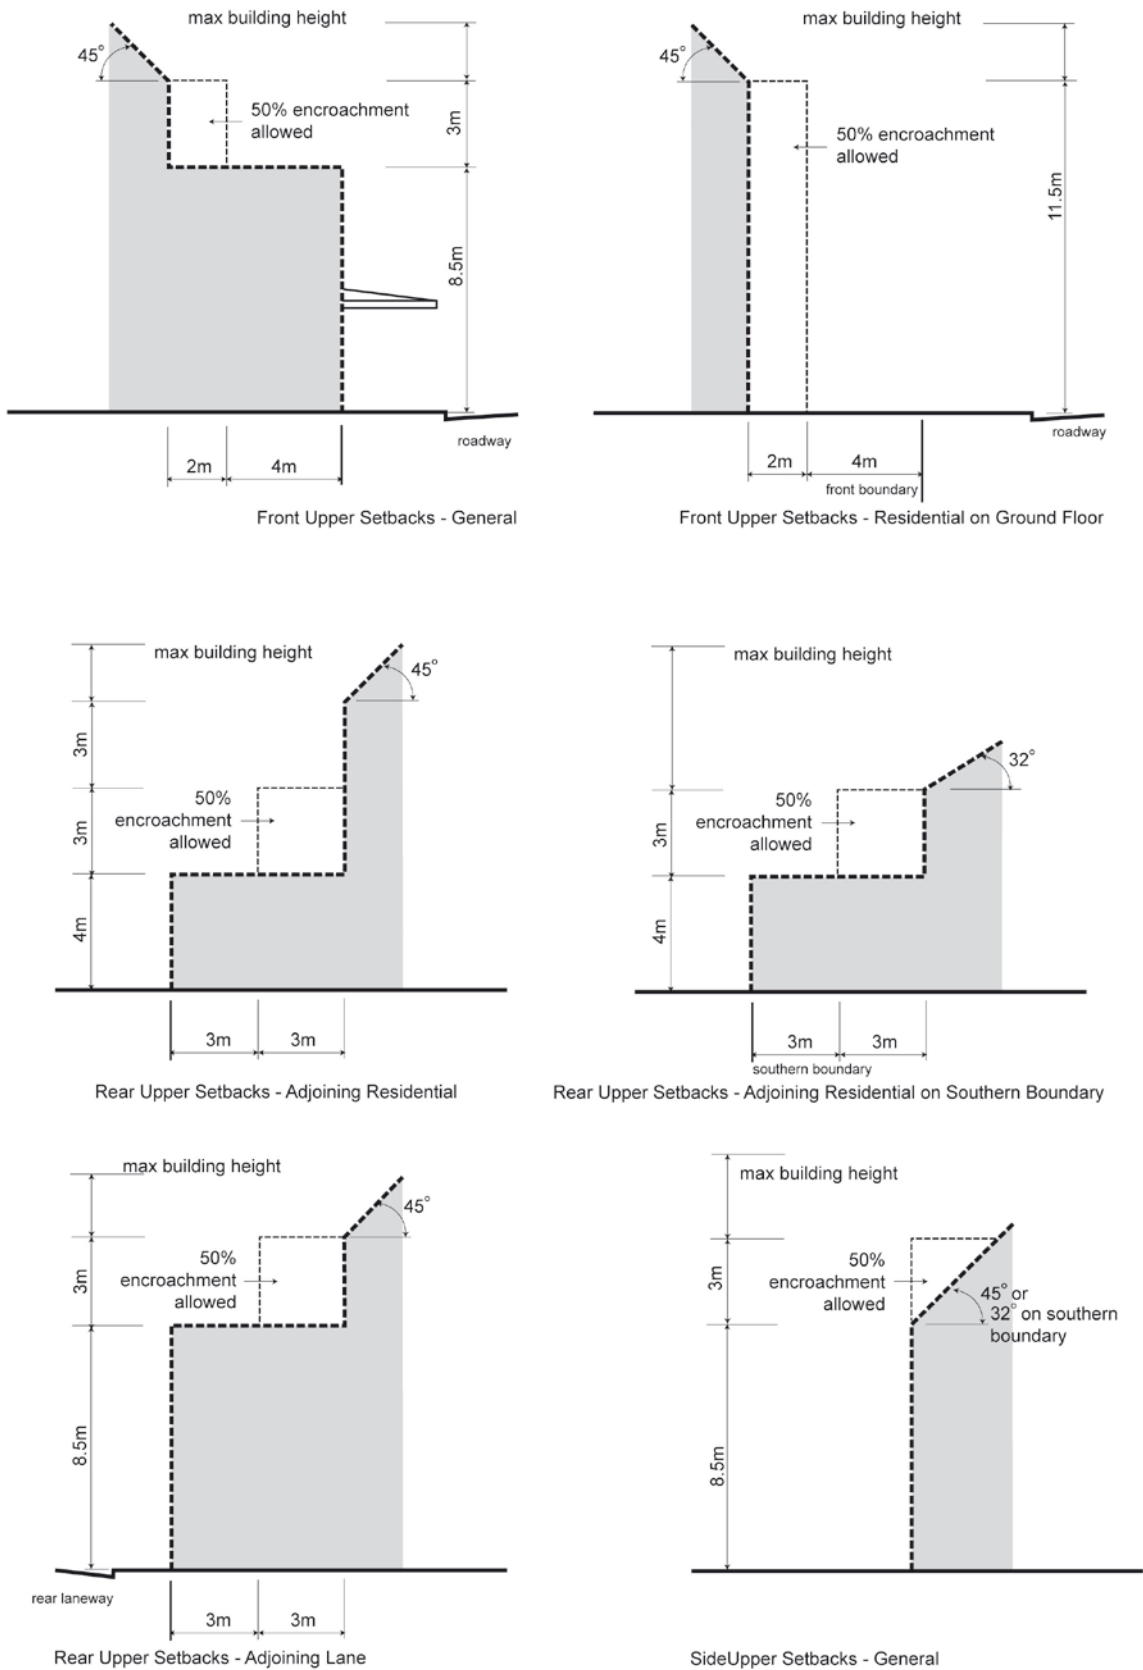 max building height
45°
50% encroachment
allowed
3m
8.5m
roadway
2m
4m
Front Upper Setbacks - General
max building height
45°
50% encroachment
allowed
11.5m
roadway
2m
4m
front boundary
Front Upper Setbacks - Residential on Ground Floor
max building height
45°
3m
50%
encroachment
allowed
3m
4m
3m
3m
Rear Upper Setbacks - Adjoining Residential
max building height
32°
50%
encroachment
allowed
3m
4m
3m
3m
southern boundary
Rear Upper Setbacks - Adjoining Residential on Southern Boundary
max building height
45°
50%
encroachment
allowed
3m
8.5m
rear laneway
3m
3m
Rear Upper Setbacks - Adjoining Lane
max building height
50%
encroachment
allowed
3m
45° or
32° on southern
boundary
8.5m
SideUpper Setbacks - General